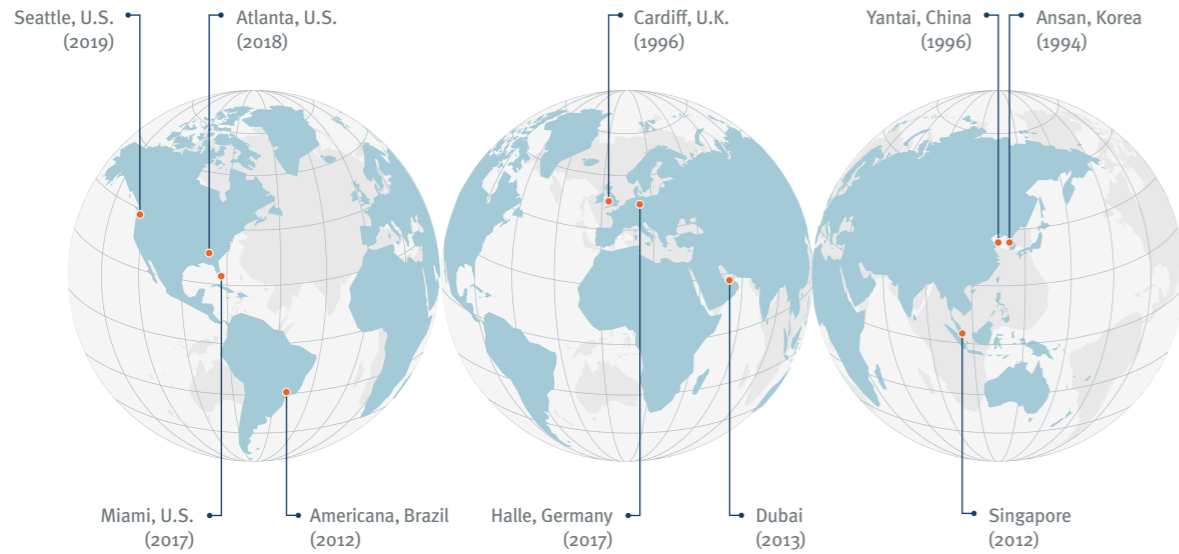 Seattle, U.S.
(2019)
Atlanta, U.S.
(2018)
Cardiff, U.K.
(1996)
Yantai, China
(1996)
Ansan, Korea
(1994)
Miami, U.S.
(2017)
Americana, Brazil
(2012)
Halle, Germany
(2017)
Dubai
(2013)
Singapore
(2012)